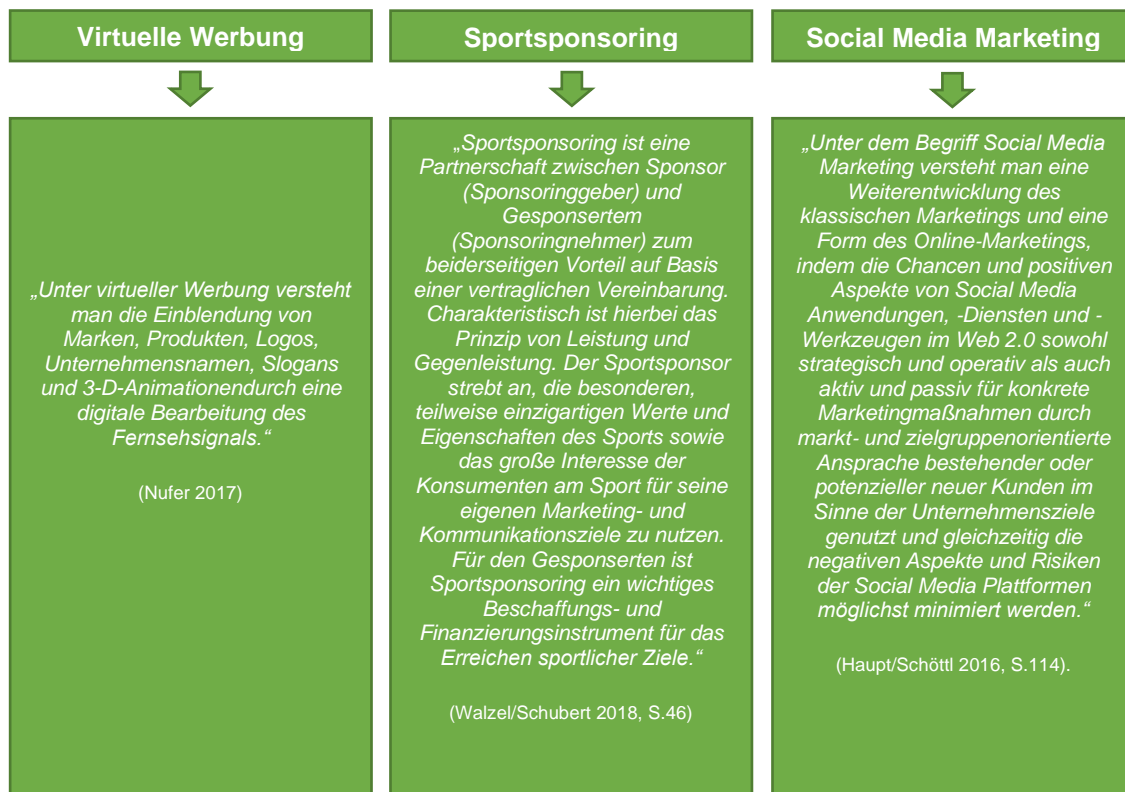 Virtuelle Werbung
„Unter virtueller Werbung versteht
man die Einblendung von
Marken, Produkten, Logos,
Unternehmensnamen, Slogans
und 3-D-Animationendurch eine
digitale Bearbeitung des
Fernsehsignals.“
(Nufer 2017)
Sportsponsoring
„Sportsponsoring ist eine
Partnerschaft zwischen Sponsor
(Sponsoringgeber) und
Gesponsertem
(Sponsoringnehmer) zum
beiderseitigen Vorteil auf Basis
einer vertraglichen Vereinbarung.
Charakteristisch ist hierbei das
Prinzip von Leistung und
Gegenleistung. Der Sportsponsor
strebt an, die besonderen,
teilweise einzigartigen Werte und
Eigenschaften des Sports sowie
das große Interesse der
Konsumenten am Sport für seine
eigenen Marketing- und
Kommunikationsziele zu nutzen.
Für den Gesponserten ist
Sportsponsoring ein wichtiges
Beschaffungs- und
Finanzierungsinstrument für das
Erreichen sportlicher Ziele.“
(Walzel/Schubert 2018, S.46)
Social Media Marketing
„Unter dem Begriff Social Media
Marketing versteht man eine
Weiterentwicklung des
klassischen Marketings und eine
Form des Online-Marketings,
indem die Chancen und positiven
Aspekte von Social Media
Anwendungen, -Diensten und -
Werkzeugen im Web 2.0 sowohl
strategisch und operativ als auch
aktiv und passiv für konkrete
Marketingmaßnahmen durch
markt- und zielgruppenorientierte
Ansprache bestehender oder
potenzieller neuer Kunden im
Sinne der Unternehmensziele
genutzt und gleichzeitig die
negativen Aspekte und Risiken
der Social Media Plattformen
möglichst minimiert werden.“
(Haupt/Schöttl 2016, S.114).